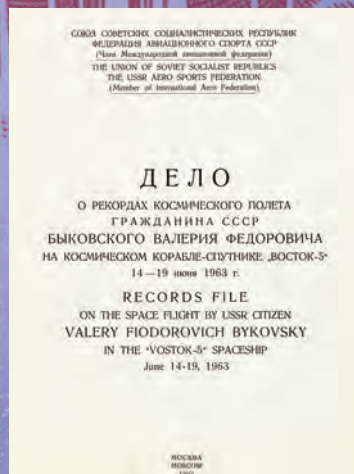 СОЮЗ СОВЕТСКИХ СОЦИАЛИСТИЧЕСКИХ РЕСПУБЛИК
ФЕДЕРАЦИЯ АВИАЦИОННОГО СПОРТА СССР
(Член Международной авиационной федерации)
THE UNION OF SOVIET SOCIALIST REPUBLICS
THE USSR AERO SPORTS FEDERATION
(Member of International Aero Federation)
ДЕЛО
О РЕКОРДАХ КОСМИЧЕСКОГО ПОЛЕТА
ГРАЖДАНИНА СССР
БЫКОВСКОГО ВАЛЕРИЯ ФЕДОРОВИЧА
НА КОСМИЧЕСКОМ КОРАБЛЕ-СПУТНИКЕ „ВОСТОК-5“
14—19 июня 1963 г.
RECORDS FILE
ON THE SPACE FLIGHT BY USSR CITIZEN
VALERY FIODOROVICH BYKOVSKY
IN THE "VOSTOK-5" SPACESHIP
June 14-19, 1963
МОСКВА
MOSCOW